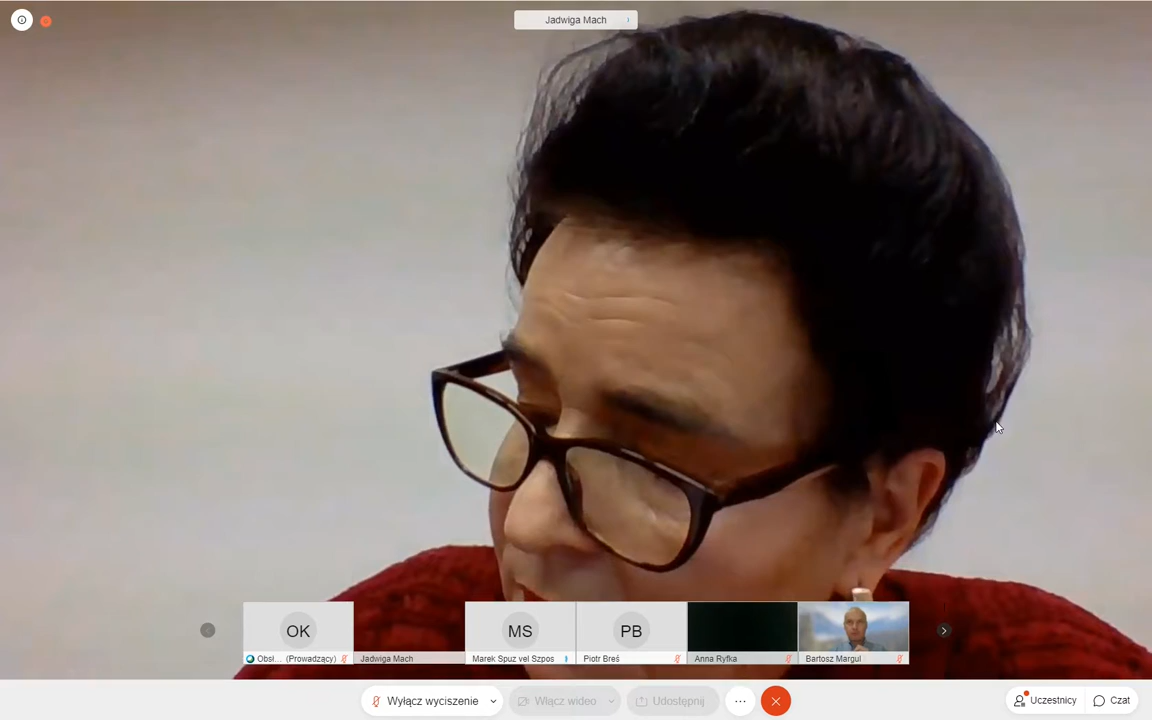 Jadwiga Mach
OK
MS
PB
Obsł... (Prowadzący)
Jadwiga Mach
Marek Spuz vel Szpos
Piotr Breś
Anna Ryfka
Bartosz Margul
Wyłącz wyciszenie
Włącz wideo
Udostępnij
Uczestnicy
Czat